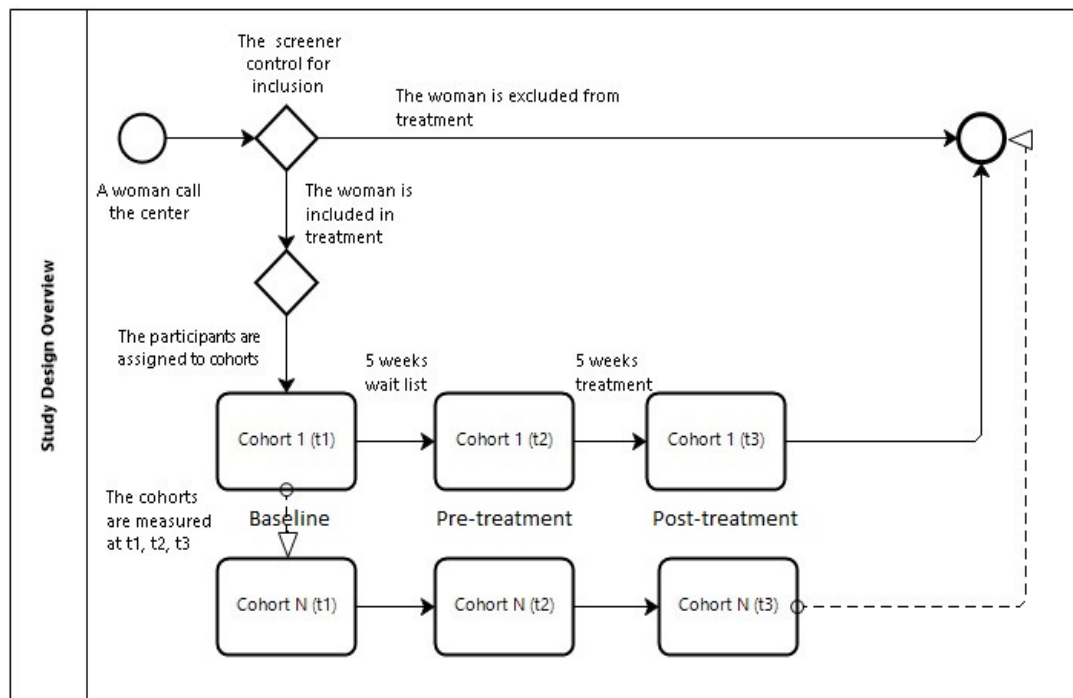 Study Design Overview
The screener
control for
inclusion
The woman is excluded from
treatment
A woman call
the center
The woman is
included in
treatment
The participants are
assigned to cohorts
5 weeks
wait list
5 weeks
treatment
Cohort 1 (t1)
Cohort 1 (t2)
Cohort 1 (t3)
The cohorts
are measured
at t1, t2, t3
Baseline
Pre-treatment
Post-treatment
Cohort N (t1)
Cohort N (t2)
Cohort N (t3)